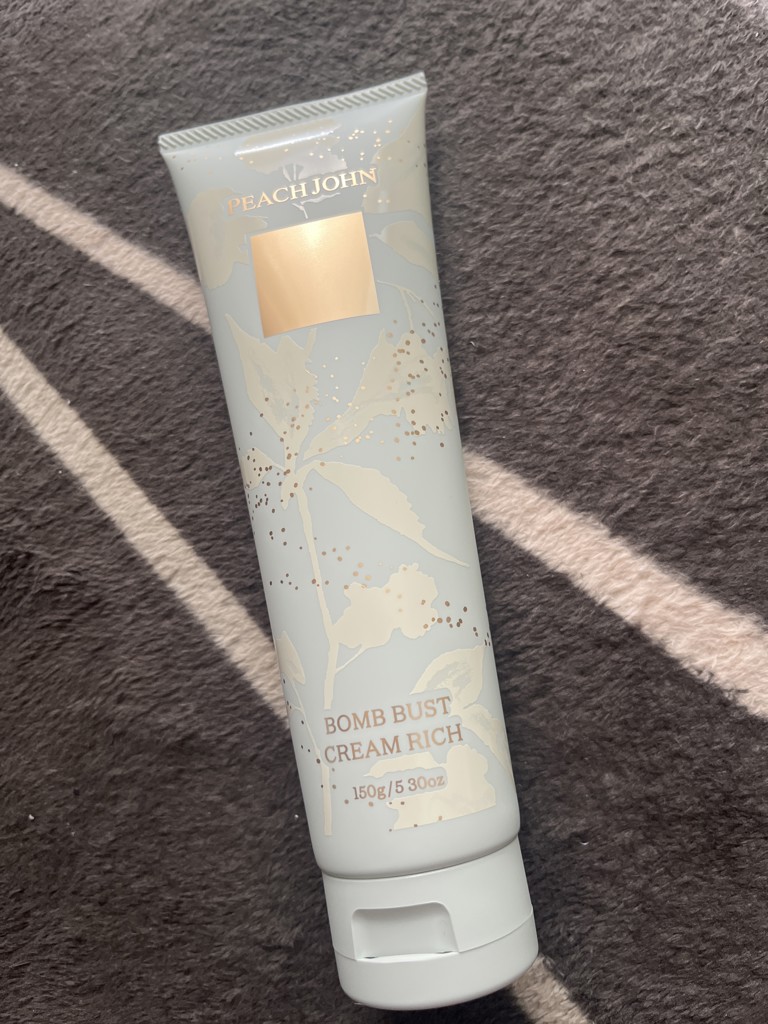 PEACH JOHN
BOMB BUST
CREAM RICH
150g/5 30oz